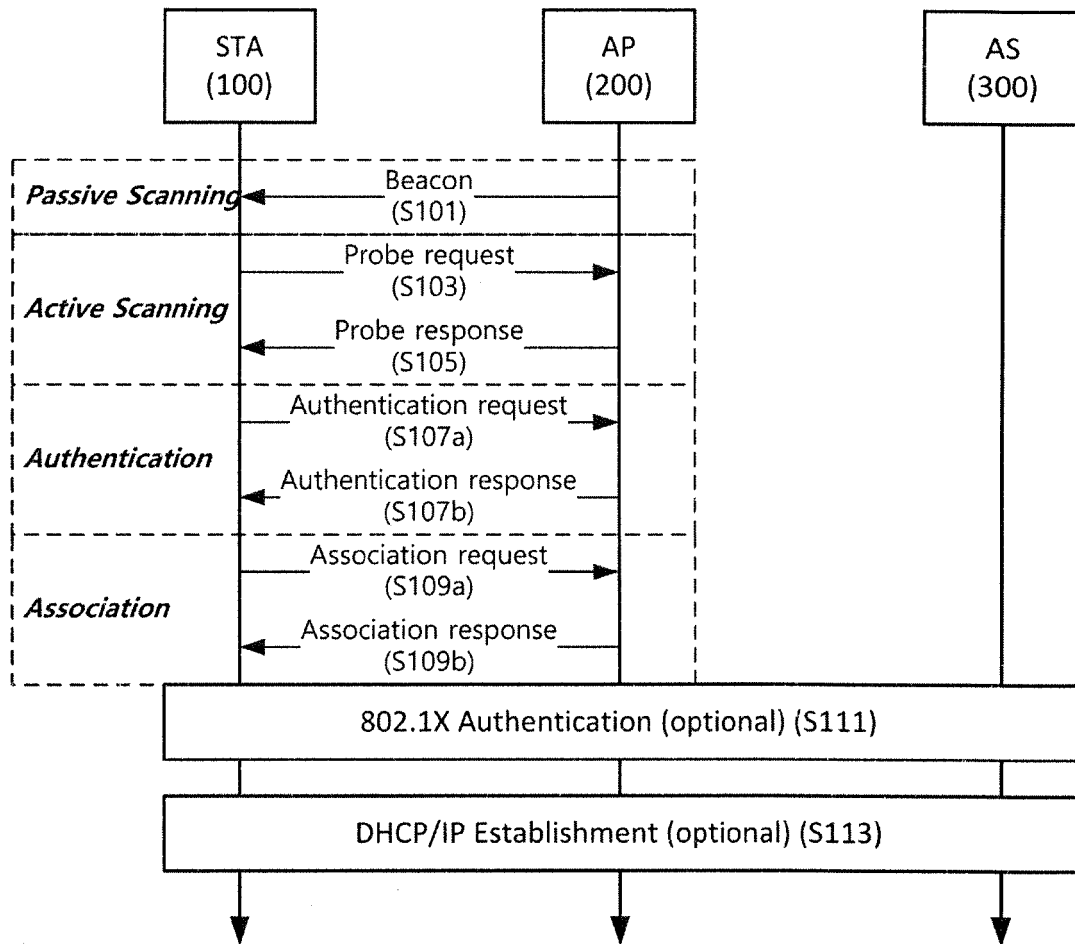 STA
(100)
AP
(200)
AS
(300)
Passive Scanning
Beacon
(S101)
Active Scanning
Probe request
(S103)
Probe response
(S105)
Authentication
Authentication request
(S107a)
Authentication response
(S107b)
Association
Association request
(S109a)
Association response
(S109b)
802.1X Authentication (optional) (S111)
DHCP/IP Establishment (optional) (S113)